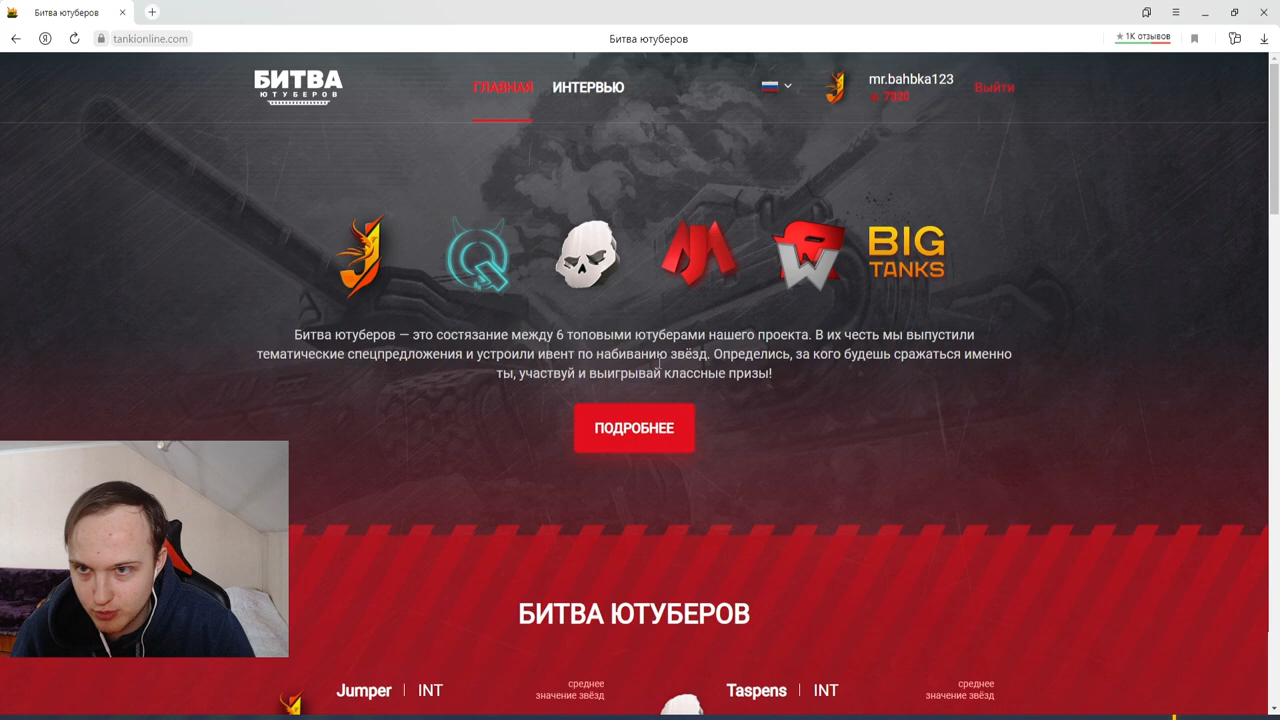 Битва ютуберов
tankionline.com
Битва ютуберов
1К отзывов
БИТВА
ЮТУБЕРОВ
ГЛАВНАЯ
ИНТЕРВЬЮ
mr.bahbka123
7320
Выйти
BIG
TANKS
Битва ютуберов — это состязание между 6 топовыми ютуберами нашего проекта. В их честь мы выпустили
тематические спецпредложения и устроили ивент по набиванию звёзд. Определись, за кого будешь сражаться именно
ты, участвуй и выигрывай классные призы!
ПОДРОБНЕЕ
БИТВА ЮТУБЕРОВ
Jumper | INT
среднее
значение звёзд
Taspens | INT
среднее
значение звёзд